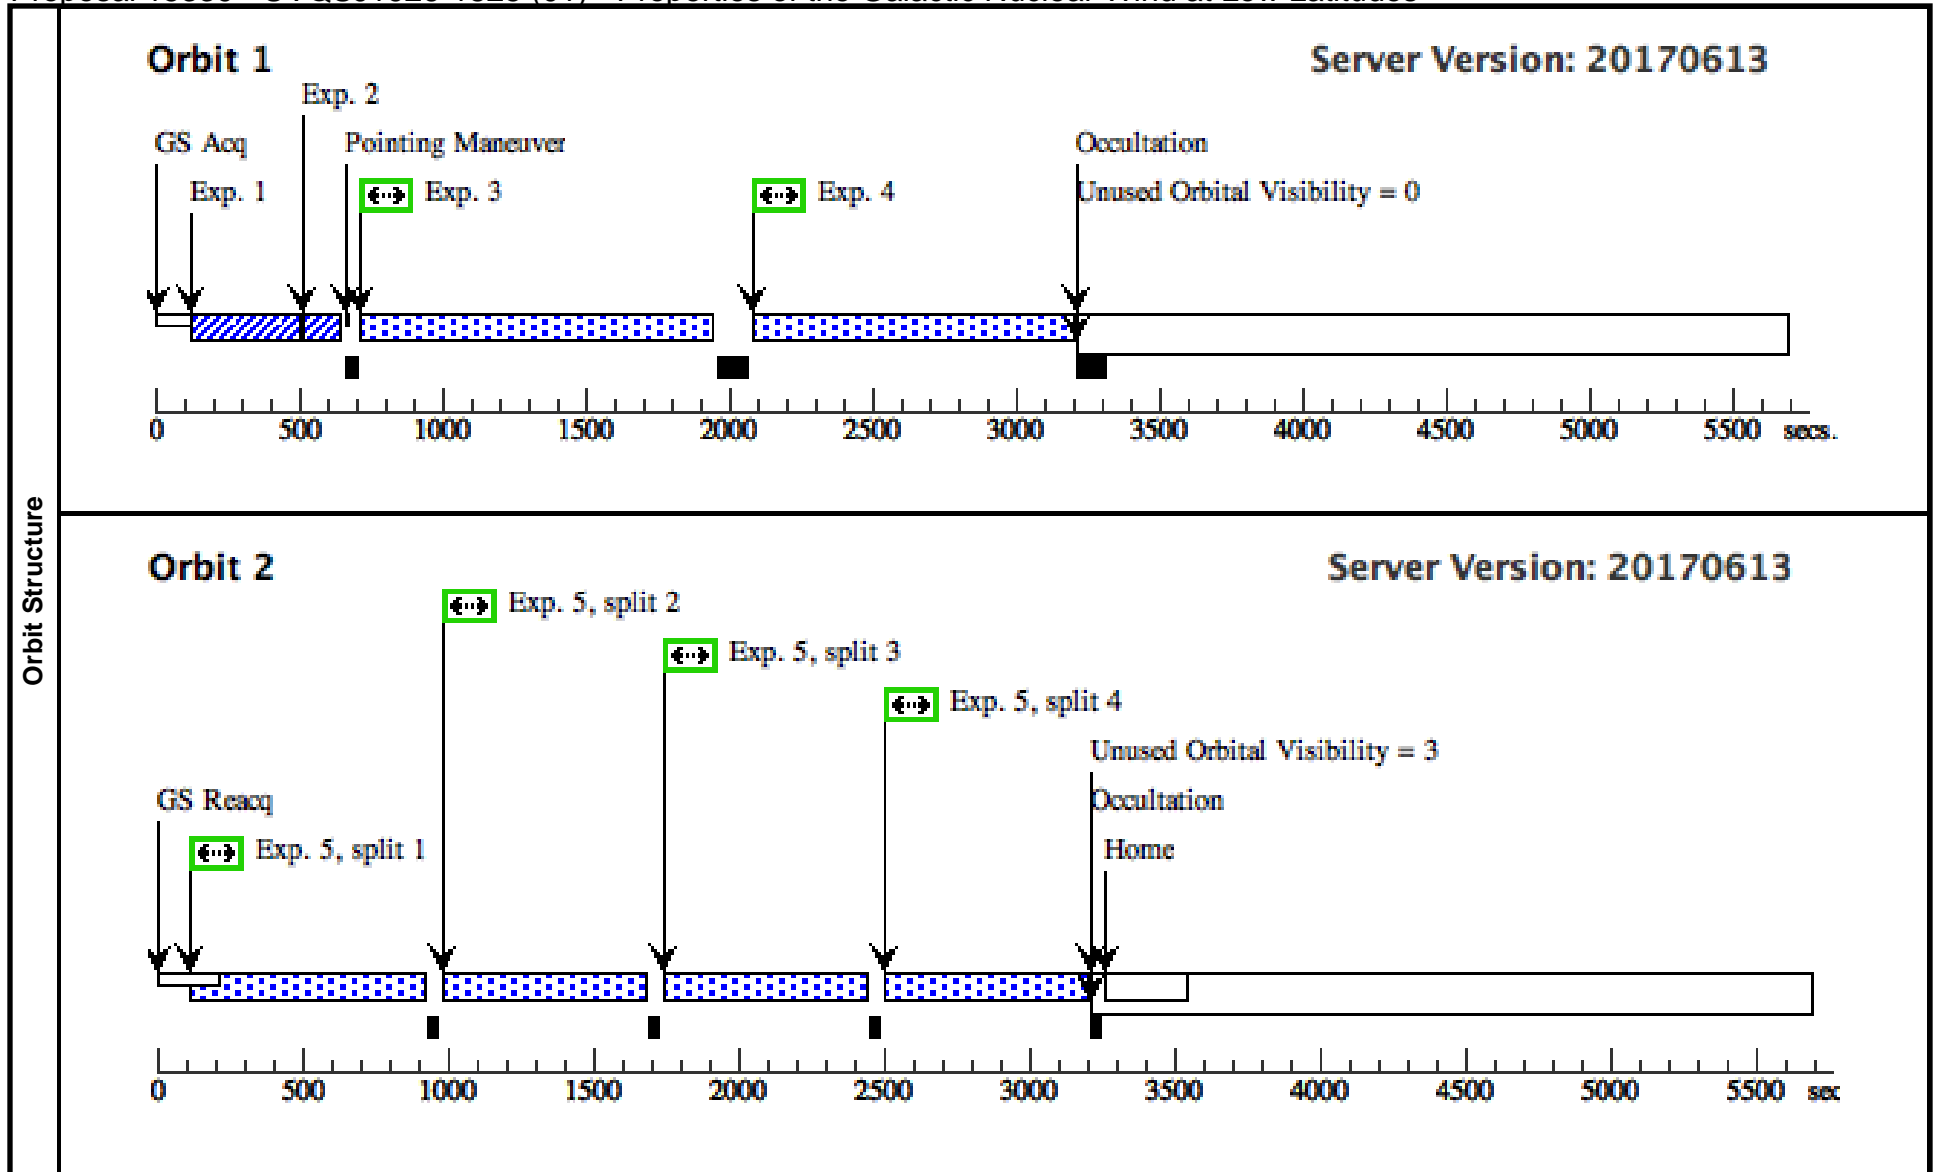 Orbit Structure
Orbit 1
Server Version: 20170613
Exp. 2
GS Acq
Pointing Maneuver
Occultation
Exp. 1
Exp. 3
Exp. 4
Unused Orbital Visibility = 0
0 500 1000 1500 2000 2500 3000 3500 4000 4500 5000 5500 secs.
Orbit 2
Server Version: 20170613
Exp. 5, split 2
Exp. 5, split 3
Exp. 5, split 4
Unused Orbital Visibility = 3
GS Reacq
Occultation
Exp. 5, split 1
Home
0 500 1000 1500 2000 2500 3000 3500 4000 4500 5000 5500 sec